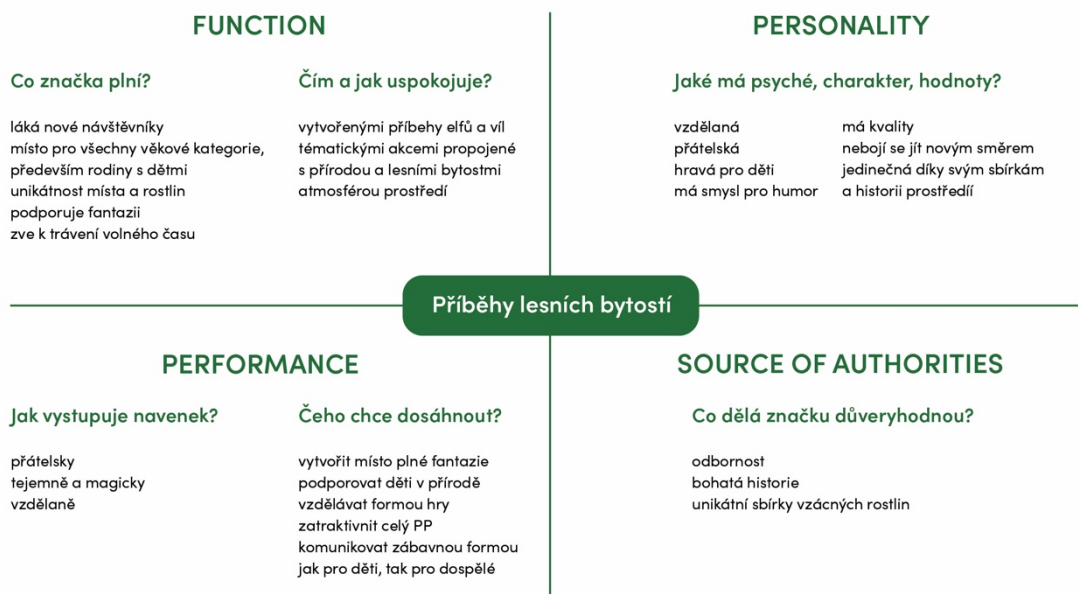 FUNCTION
Co značka plní?
láká nové návštěvníky
místo pro všechny věkové kategorie,
především rodiny s dětmi
unikátnost místa a rostlin
podporuje fantazii
zve k trávení volného času
Čím a jak uspokojuje?
vytvořenými příbehy elfů a víl
tématickými akcemi propojené
s přírodou a lesními bytostmi
atmosférou prostředí
PERSONALITY
Jaké má psyché, charakter, hodnoty?
vzdělaná
přátelská
hravá pro děti
má smysl pro humor
má kvality
nebojí se jít novým směrem
jedinečná díky svým sbírkám
a historii prostředíí
Příběhy lesních bytostí
PERFORMANCE
Jak vystupuje navenek?
přátelsky
tejemně a magicky
vzdělaně
Čeho chce dosáhnout?
vytvořit místo plné fantazie
podporovat děti v přírodě
vzdělávat formou hry
zatraktivnit celý PP
komunikovat zábavnou formou
jak pro děti, tak pro dospělé
SOURCE OF AUTHORITIES
Co dělá značku důveryhodnou?
odbornost
bohatá historie
unikátní sbírky vzácných rostlin